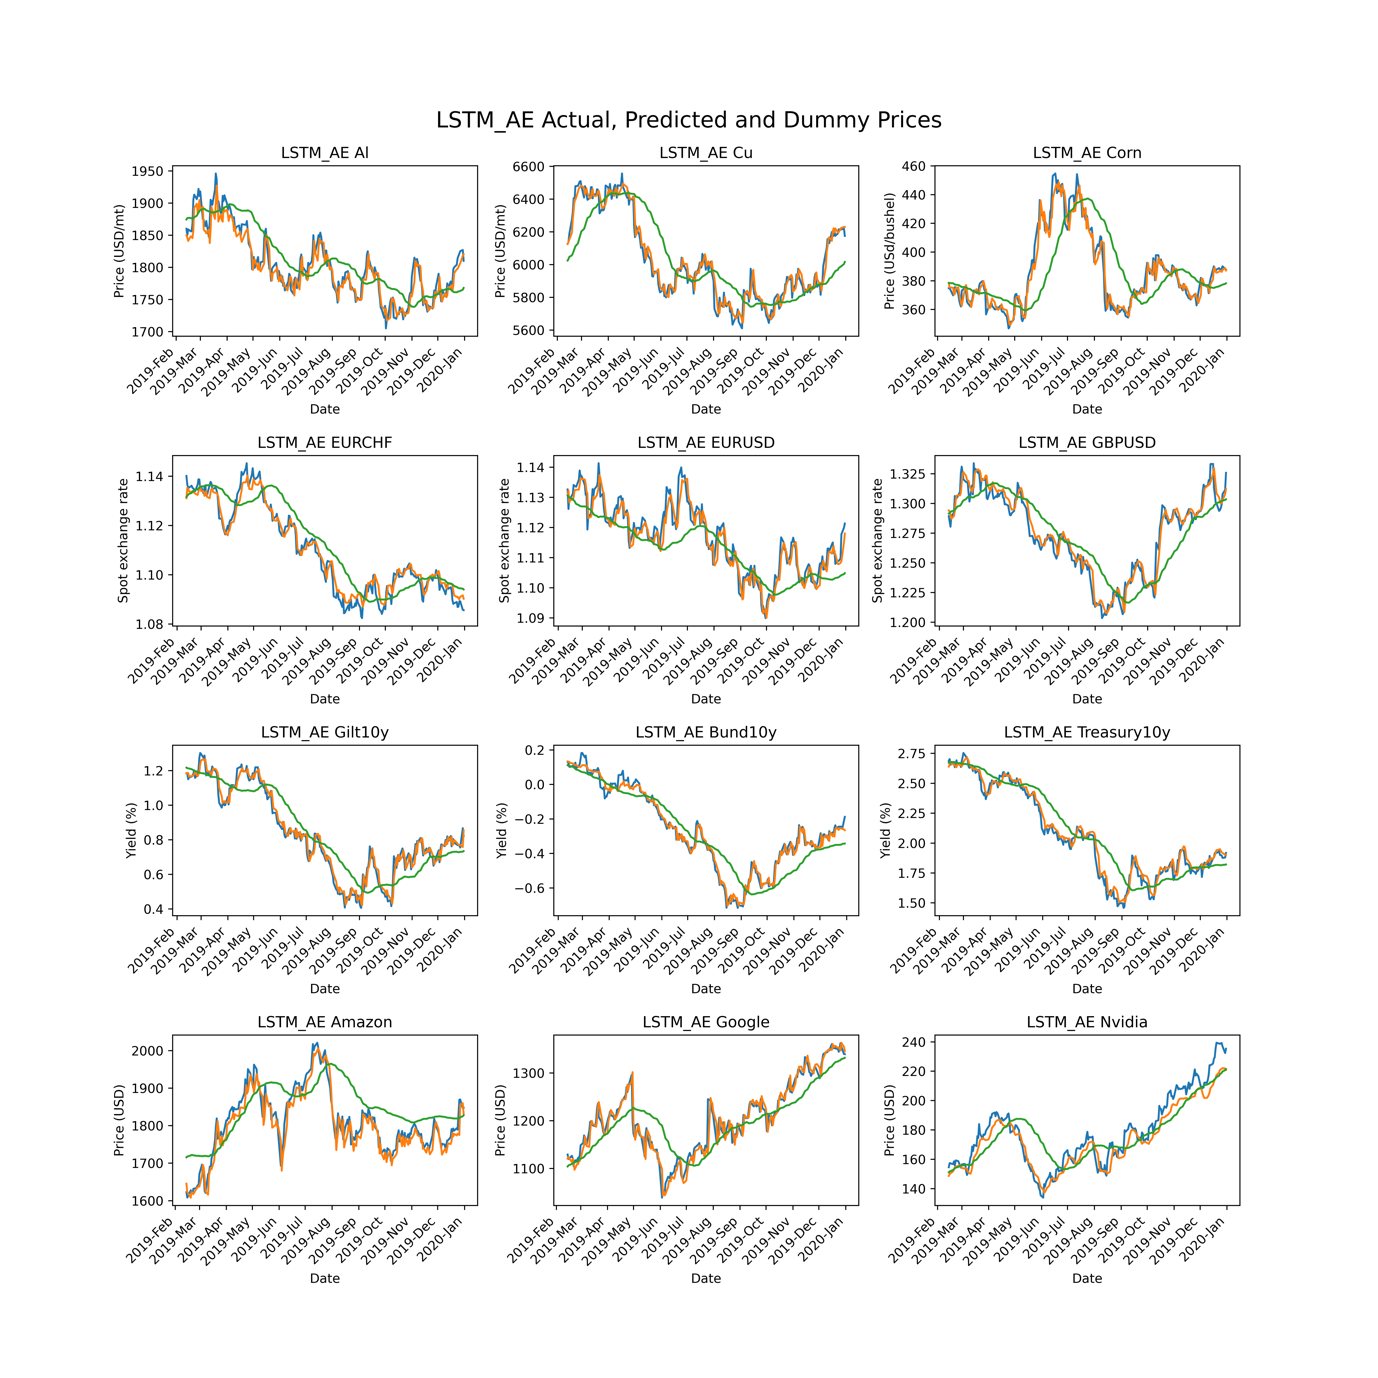 LSTM_AE Actual, Predicted and Dummy Prices
LSTM_AE Al
Price (USD/mt)
1950
1900
1850
1800
1750
1700
2019-Feb
2019-Mar
2019-Apr
2019-May
2019-Jun
2019-Jul
2019-Aug
2019-Sep
2019-Oct
2019-Nov
2019-Dec
2020-Jan
Date
LSTM_AE Cu
Price (USD/mt)
6600
6400
6200
6000
5800
5600
2019-Feb
2019-Mar
2019-Apr
2019-May
2019-Jun
2019-Jul
2019-Aug
2019-Sep
2019-Oct
2019-Nov
2019-Dec
2020-Jan
Date
LSTM_AE Corn
Price (USd/bushel)
460
440
420
400
380
360
2019-Feb
2019-Mar
2019-Apr
2019-May
2019-Jun
2019-Jul
2019-Aug
2019-Sep
2019-Oct
2019-Nov
2019-Dec
2020-Jan
Date
LSTM_AE EURCHF
Spot exchange rate
1.14
1.12
1.10
1.08
2019-Feb
2019-Mar
2019-Apr
2019-May
2019-Jun
2019-Jul
2019-Aug
2019-Sep
2019-Oct
2019-Nov
2019-Dec
2020-Jan
Date
LSTM_AE EURUSD
Spot exchange rate
1.14
1.13
1.12
1.11
1.10
1.09
2019-Feb
2019-Mar
2019-Apr
2019-May
2019-Jun
2019-Jul
2019-Aug
2019-Sep
2019-Oct
2019-Nov
2019-Dec
2020-Jan
Date
LSTM_AE GBPUSD
Spot exchange rate
1.325
1.300
1.275
1.250
1.225
1.200
2019-Feb
2019-Mar
2019-Apr
2019-May
2019-Jun
2019-Jul
2019-Aug
2019-Sep
2019-Oct
2019-Nov
2019-Dec
2020-Jan
Date
LSTM_AE Gilt10y
Yield (%)
1.2
1.0
0.8
0.6
0.4
2019-Feb
2019-Mar
2019-Apr
2019-May
2019-Jun
2019-Jul
2019-Aug
2019-Sep
2019-Oct
2019-Nov
2019-Dec
2020-Jan
Date
LSTM_AE Bund10y
Yield (%)
0.2
0.0
−0.2
−0.4
−0.6
2019-Feb
2019-Mar
2019-Apr
2019-May
2019-Jun
2019-Jul
2019-Aug
2019-Sep
2019-Oct
2019-Nov
2019-Dec
2020-Jan
Date
LSTM_AE Treasury10y
Yield (%)
2.75
2.50
2.25
2.00
1.75
1.50
2019-Feb
2019-Mar
2019-Apr
2019-May
2019-Jun
2019-Jul
2019-Aug
2019-Sep
2019-Oct
2019-Nov
2019-Dec
2020-Jan
Date
LSTM_AE Amazon
Price (USD)
2000
1900
1800
1700
1600
2019-Feb
2019-Mar
2019-Apr
2019-May
2019-Jun
2019-Jul
2019-Aug
2019-Sep
2019-Oct
2019-Nov
2019-Dec
2020-Jan
Date
LSTM_AE Google
Price (USD)
1300
1200
1100
2019-Feb
2019-Mar
2019-Apr
2019-May
2019-Jun
2019-Jul
2019-Aug
2019-Sep
2019-Oct
2019-Nov
2019-Dec
2020-Jan
Date
LSTM_AE Nvidia
Price (USD)
240
220
200
180
160
140
2019-Feb
2019-Mar
2019-Apr
2019-May
2019-Jun
2019-Jul
2019-Aug
2019-Sep
2019-Oct
2019-Nov
2019-Dec
2020-Jan
Date